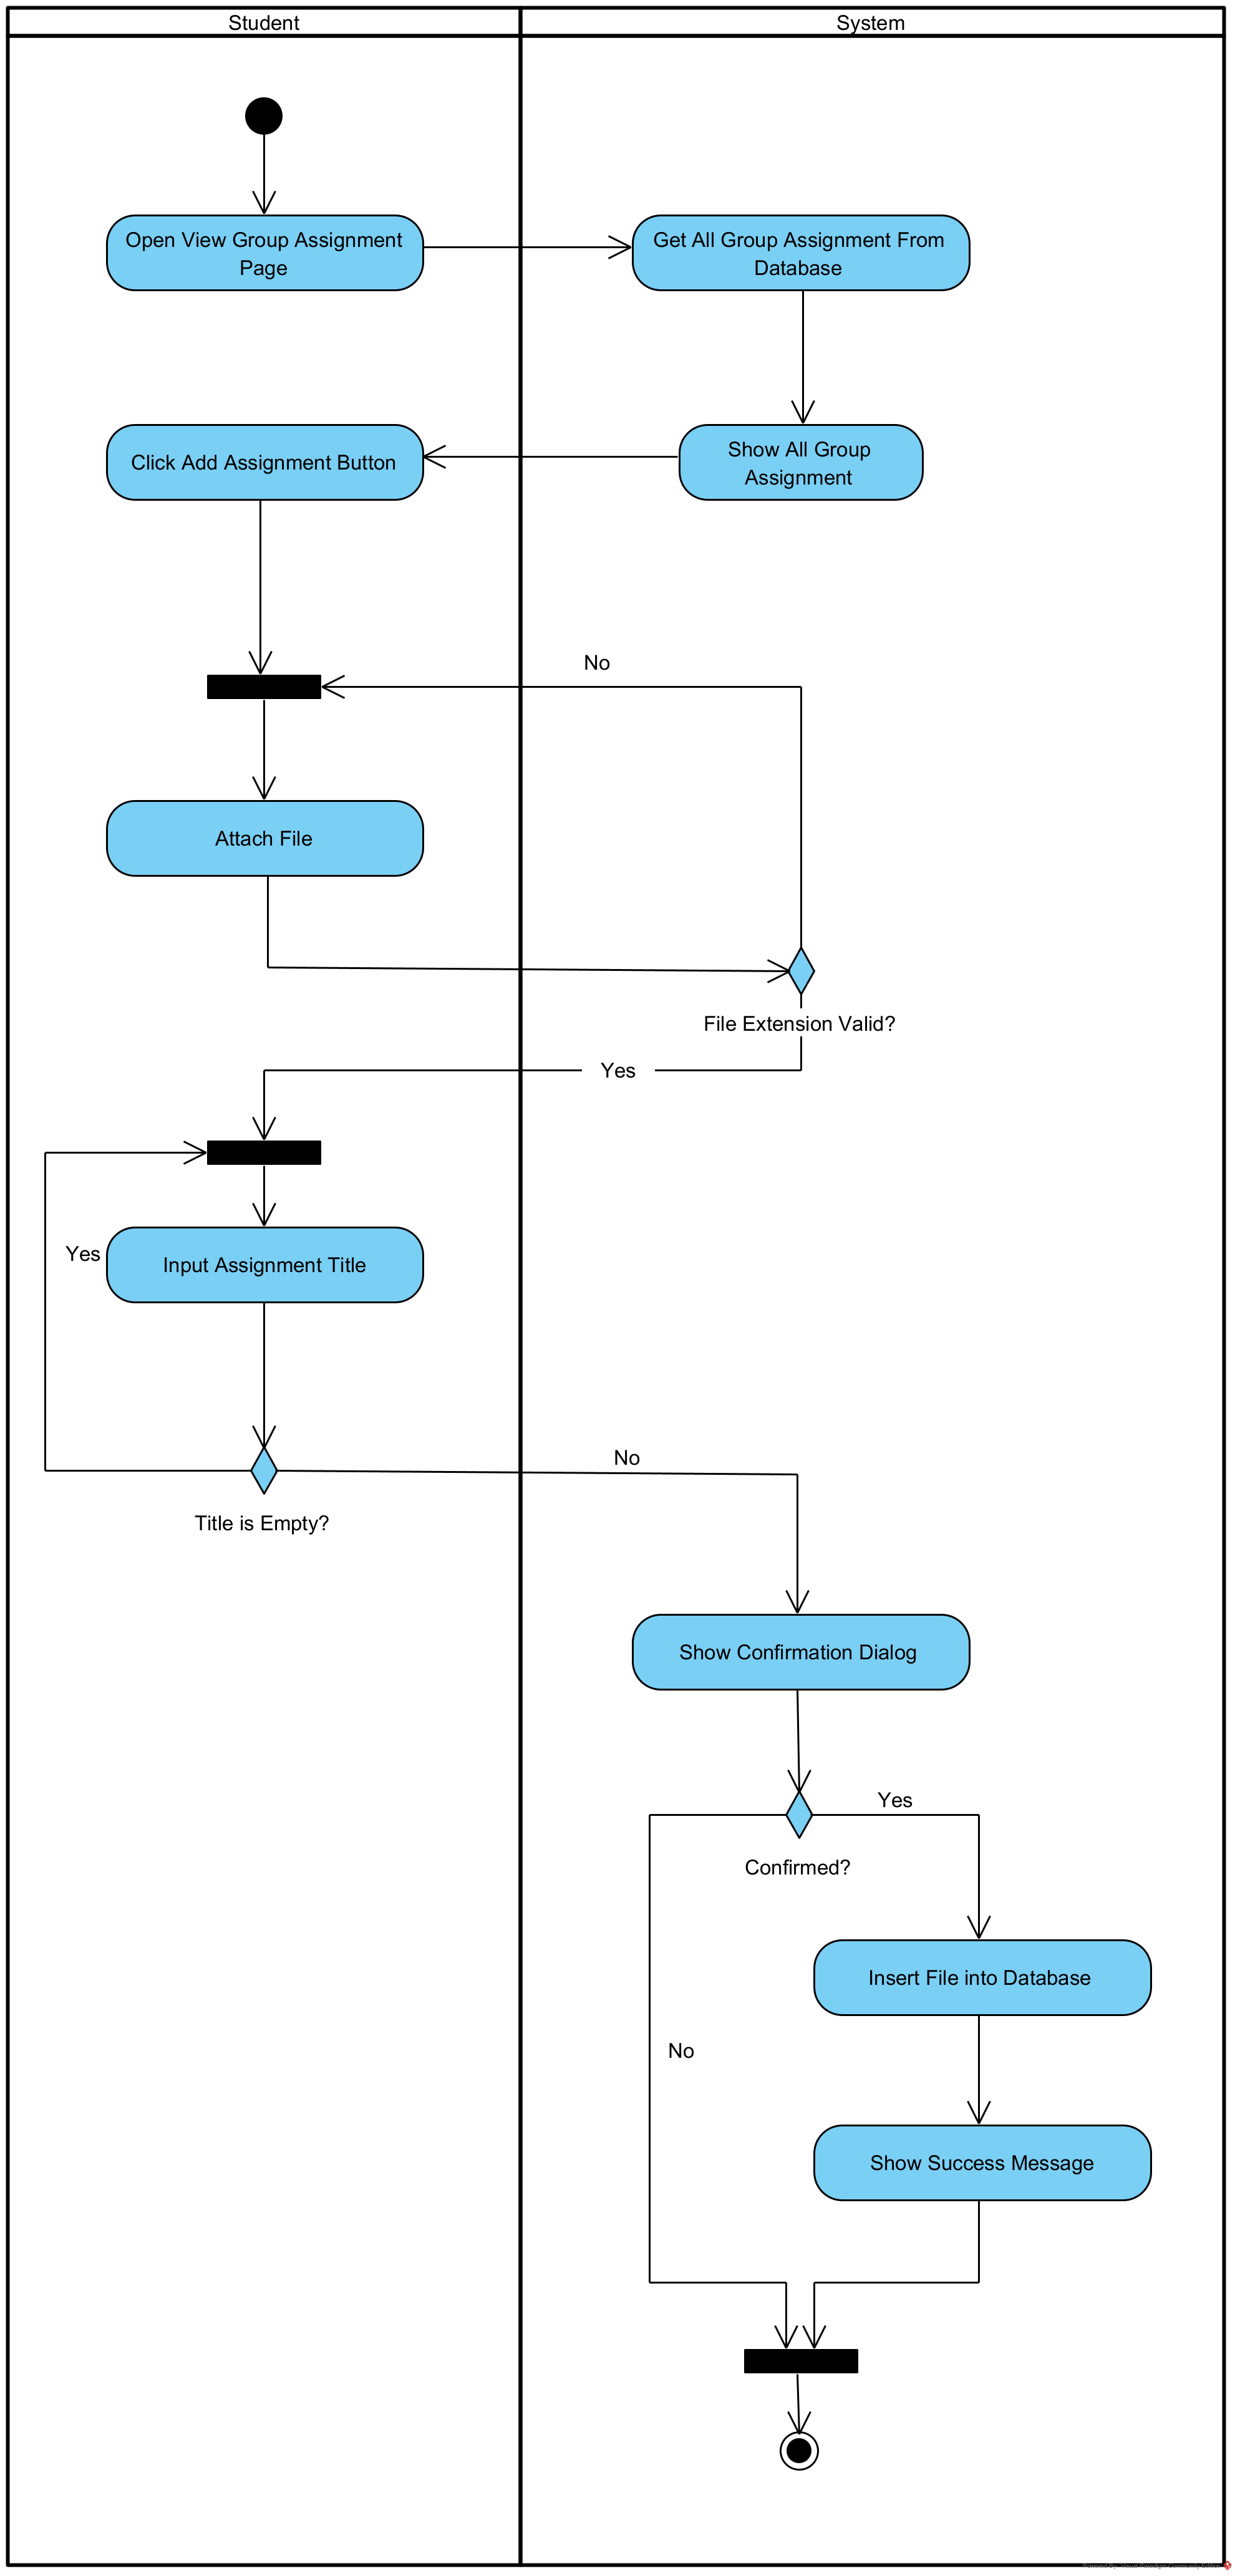 Student
System
Open View Group Assignment
Page
Get All Group Assignment From
Database
Show All Group
Assignment
Click Add Assignment Button
No
Attach File
File Extension Valid?
Yes
Yes
Input Assignment Title
No
Title is Empty?
Show Confirmation Dialog
Yes
Confirmed?
Insert File into Database
No
Show Success Message